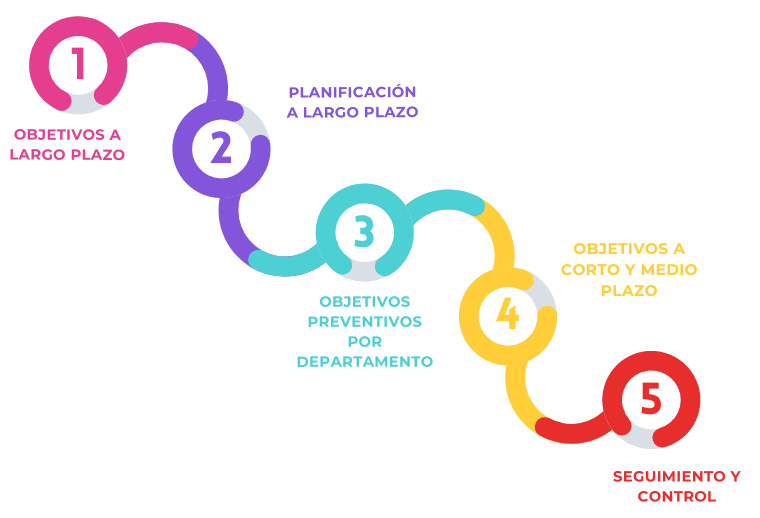 1
OBJETIVOS A
LARGO PLAZO
2
PLANIFICACIÓN
A LARGO PLAZO
3
OBJETIVOS
PREVENTIVOS
POR
DEPARTAMENTO
4
OBJETIVOS A
CORTO Y MEDIO
PLAZO
5
SEGUIMIENTO Y
CONTROL